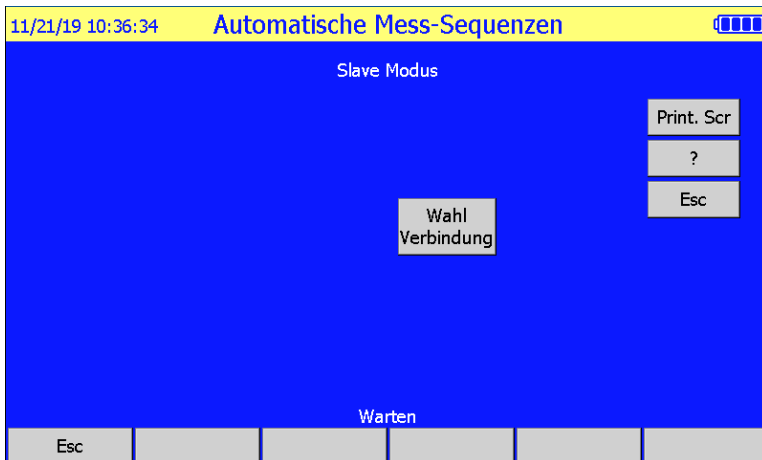 11/21/19 10:36:34 Automatische Mess-Sequenzen
Slave Modus
Print. Scr
?
Esc
Wahl
Verbindung
Warten
Esc